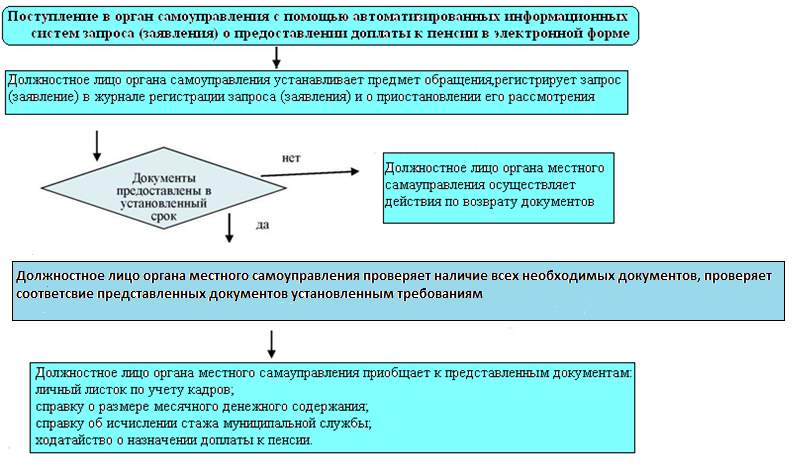 Поступление в орган самоуправления с помощью автоматизированных информационных
систем запроса (заявления) о предоставлении доплаты к пенсии в электронной форме
Должностное лицо органа самоуправления устанавливает предмет обращения,регистрирует запрос
(заявление) в журнале регистрации запроса (заявления) и о приостановлении его рассмотрения
Документы
предоставлены в
установленный
срок
нет
Должностное лицо органа местного
самауправления осуществляет
действия по возврату документов
да
Должностное лицо органа местного самоуправления проверяет наличие всех необходимых документов, проверяет
соответсвие представленных документов установленным требованиям
Должностное лицо органа местного самауправления приобщает к представленным документам:
личный листок по учету кадров;
справку о размере месячного денежного содержания;
справку об исчислении стажа муниципальной службы;
ходатайство о назначении доплаты к пенсии.